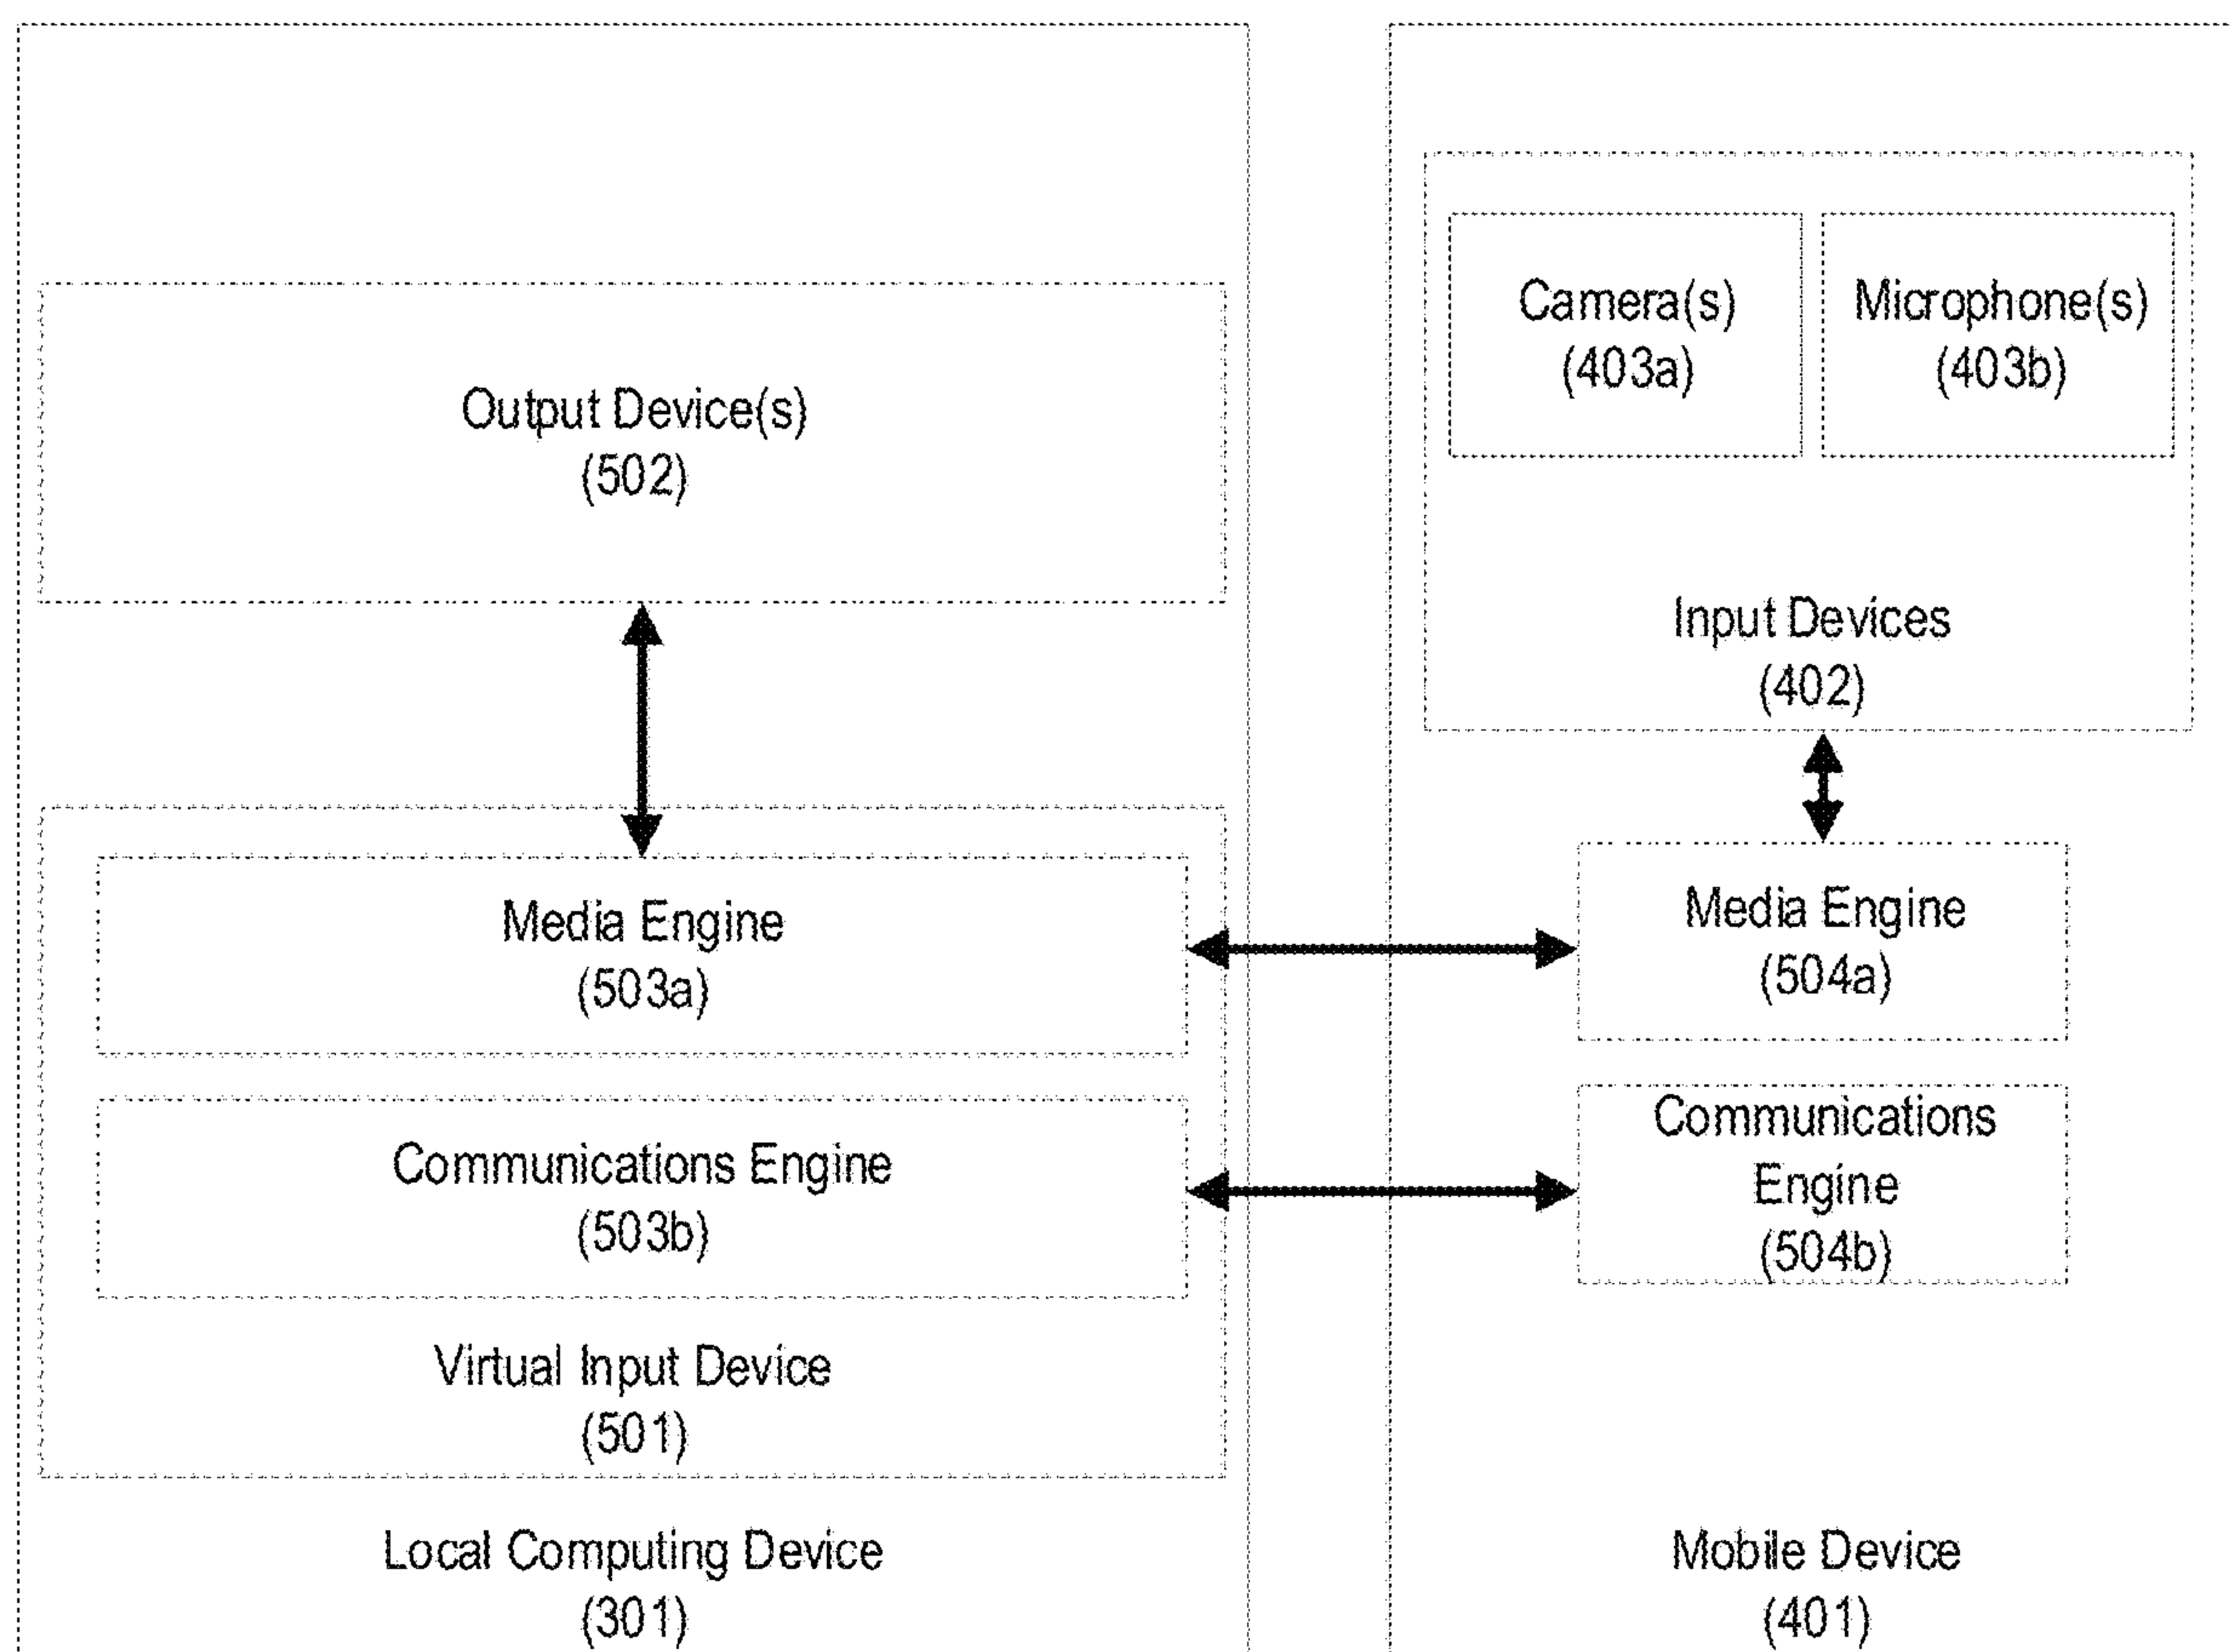 Output Device(s)
(502)
Media Engine
(503a)
Communications Engine
(503b)
Virtual Input Device
(501)
Local Computing Device
(301)
Camera(s)
(403a)
Microphone(s)
(403b)
Input Devices
(402)
Media Engine
(504a)
Communications
Engine
(504b)
Mobile Device
(401)